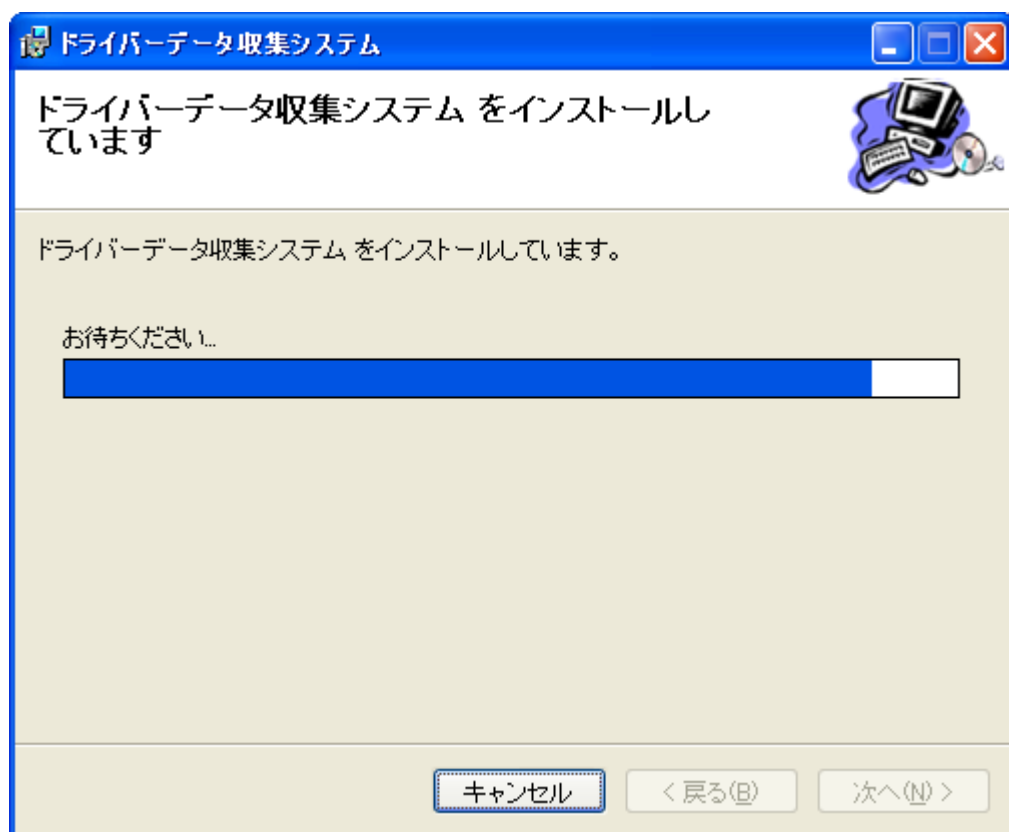 ドライバーデータ収集システム
ドライバーデータ収集システム をインストールし
ています
ドライバーデータ収集システム をインストールしています。
お待ちください...
キャンセル
< 戻る(B)
次へ(N) >